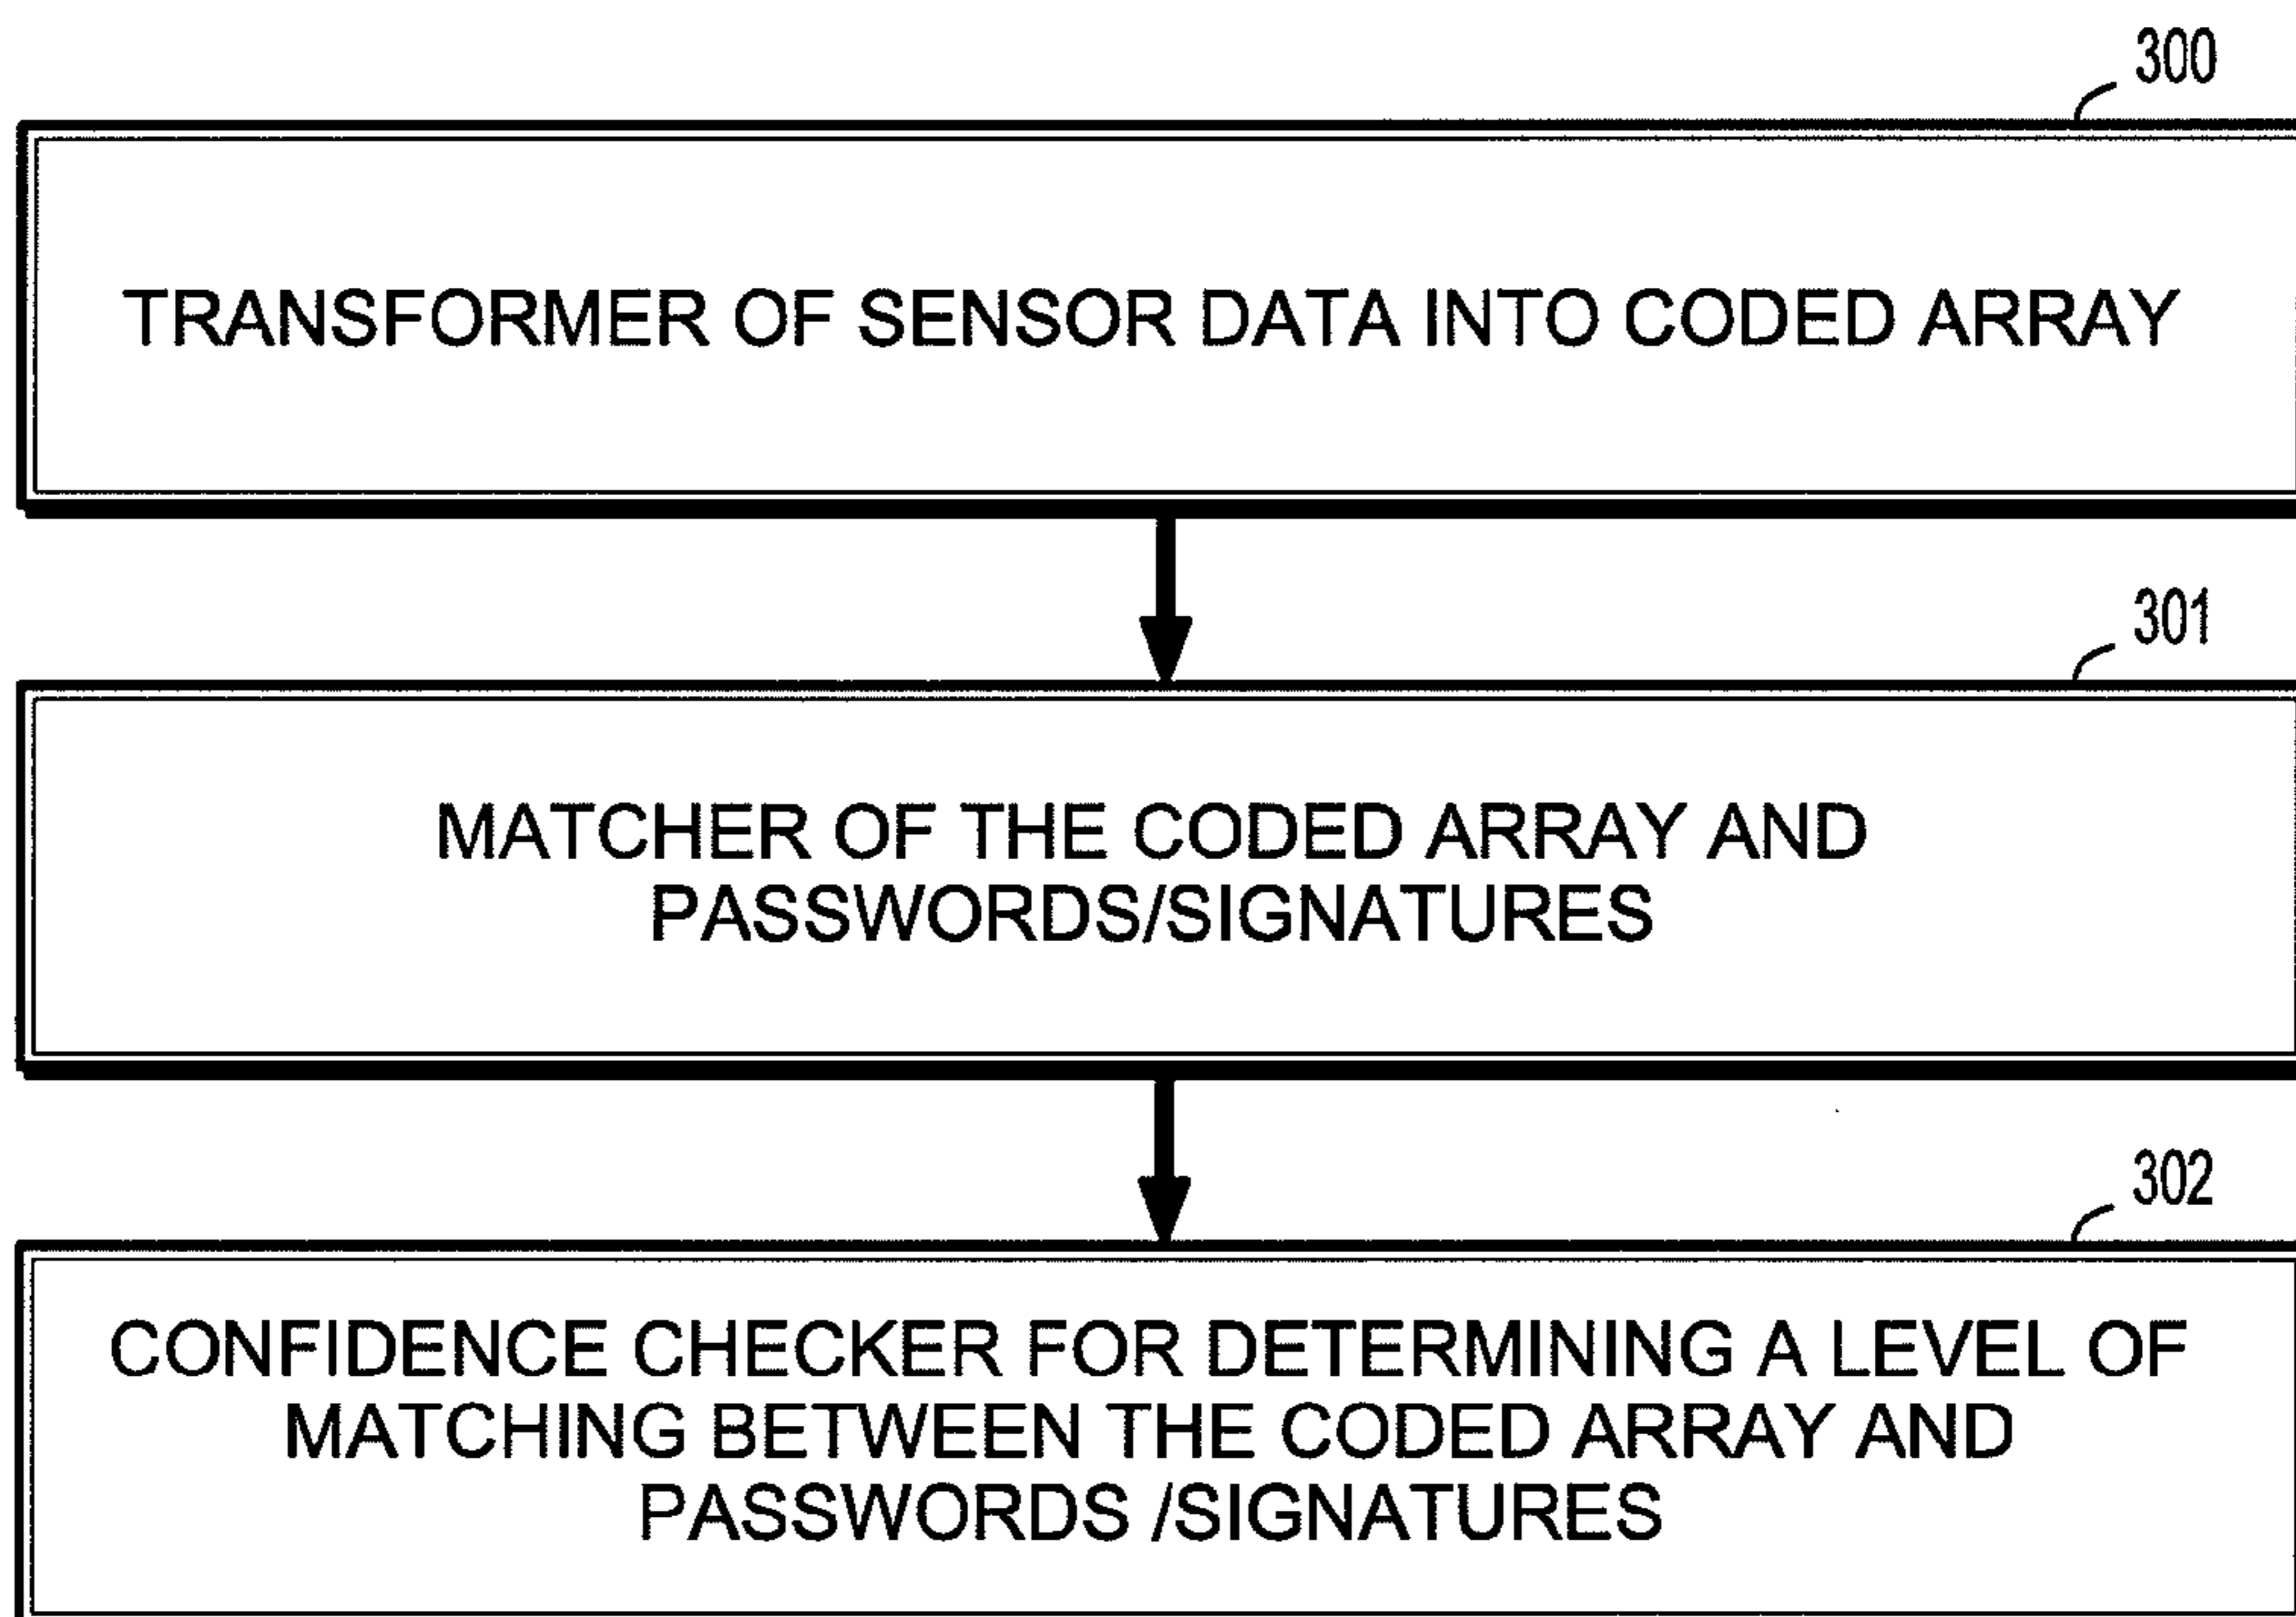 300
TRANSFORMER OF SENSOR DATA INTO CODED ARRAY
301
MATCHER OF THE CODED ARRAY AND
PASSWORDS/SIGNATURES
302
CONFIDENCE CHECKER FOR DETERMINING A LEVEL OF
MATCHING BETWEEN THE CODED ARRAY AND
PASSWORDS /SIGNATURES